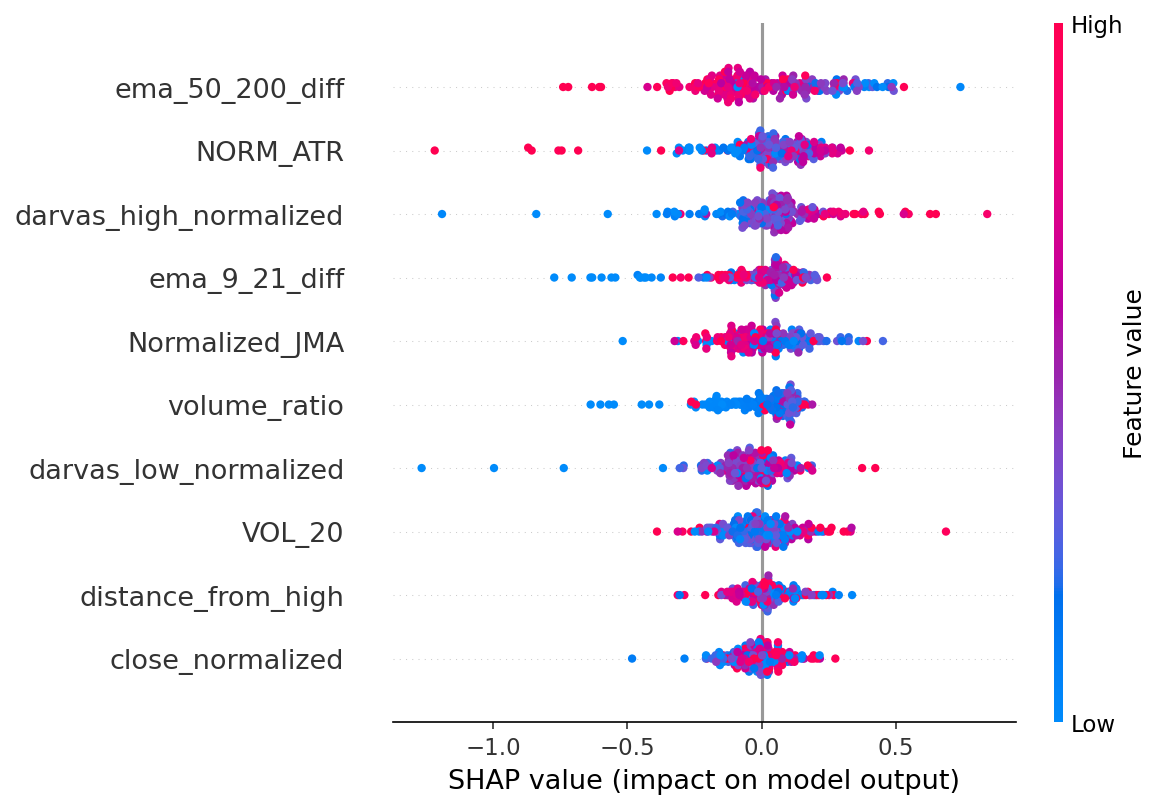 High
ema_50_200_diff
NORM_ATR
darvas_high_normalized
ema_9_21_diff
Normalized_JMA
volume_ratio
darvas_low_normalized
VOL_20
distance_from_high
close_normalized
Feature value
Low
−1.0 −0.5 0.0 0.5
SHAP value (impact on model output)